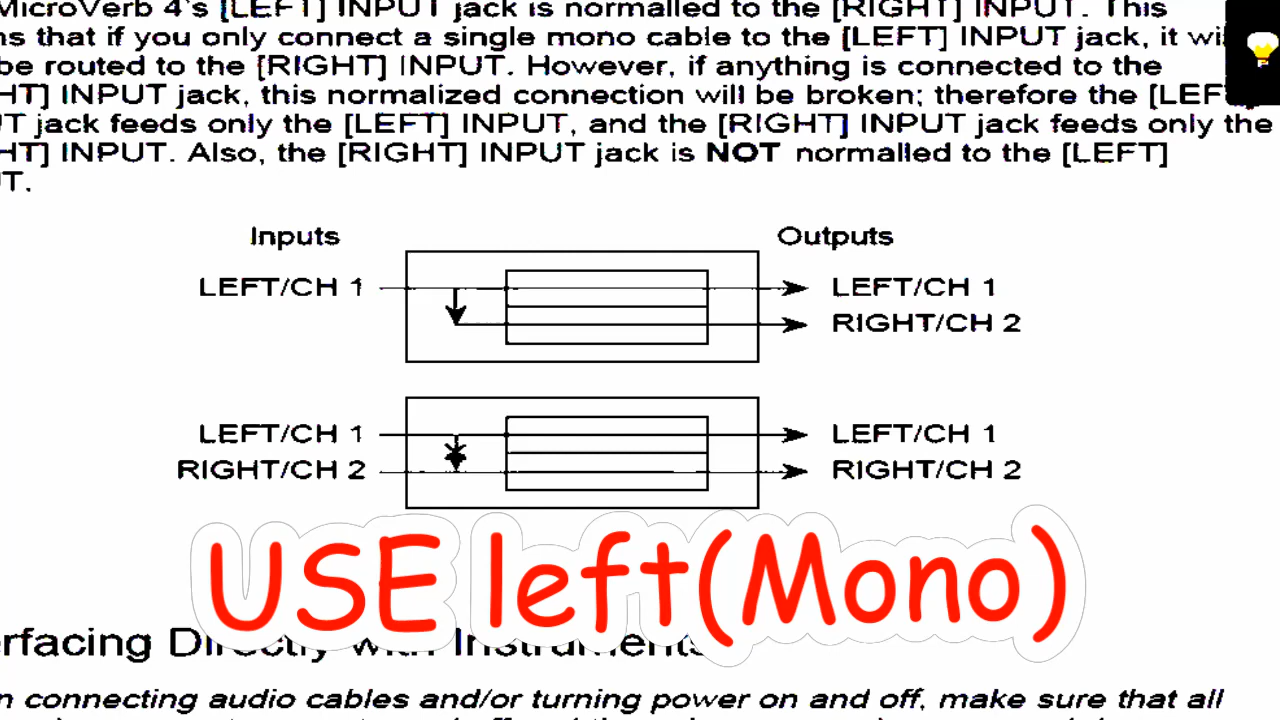 MicroVerb 4's [LEFT] INPUT jack is normalled to the [RIGHT] INPUT. This
that if you only connect a single mono cable to the [LEFT] INPUT jack, it
be routed to the [RIGHT] INPUT. However, if anything is connected to the
INPUT jack, this normalized connection will be broken; therefore the [LEF
jack feeds only the [LEFT] INPUT, and the [RIGHT] INPUT jack feeds only the
INPUT. Also, the [RIGHT] INPUT jack is NOT normalled to the [LEFT]
UT.
Inputs Outputs
LEFT/CH 1 LEFT/CH 1
RIGHT/CH 2
LEFT/CH 1 LEFT/CH 1
RIGHT/CH 2 RIGHT/CH 2
USE left(Mono)
erfacing Directly with Instruments
n connecting audio cables and/or turning power on and off, make sure that all